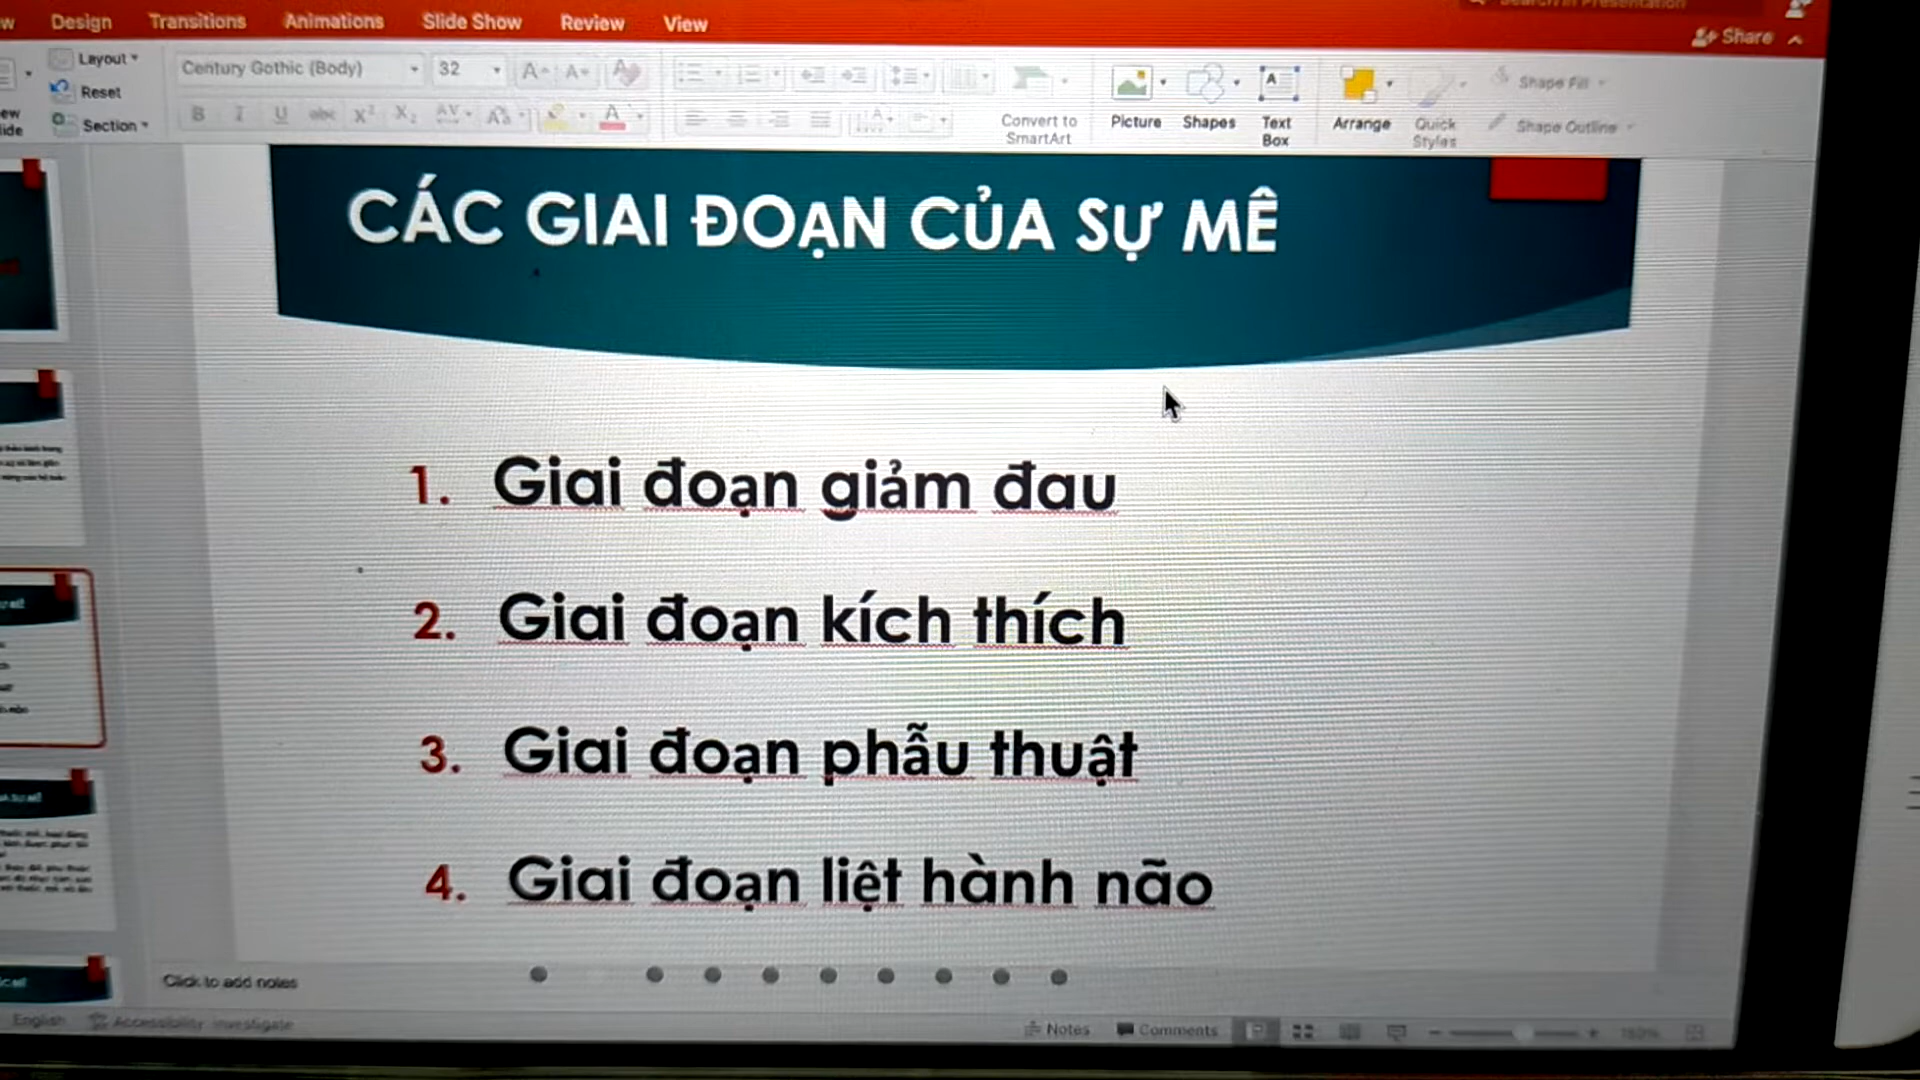 Design Transitions Animations Slide Show Review View
Share
Layout
Reset
Section
Century Gothic (Body) 32
Convert to SmartArt
Picture Shapes Text Box Arrange Quick Styles
Shape Fill
Shape Outline
CÁC GIAI ĐOẠN CỦA SỰ MÊ
1. Giai đoạn giảm đau
2. Giai đoạn kích thích
3. Giai đoạn phẫu thuật
4. Giai đoạn liệt hành não
Click to add notes
English Accessibility: Investigate
Notes Comments